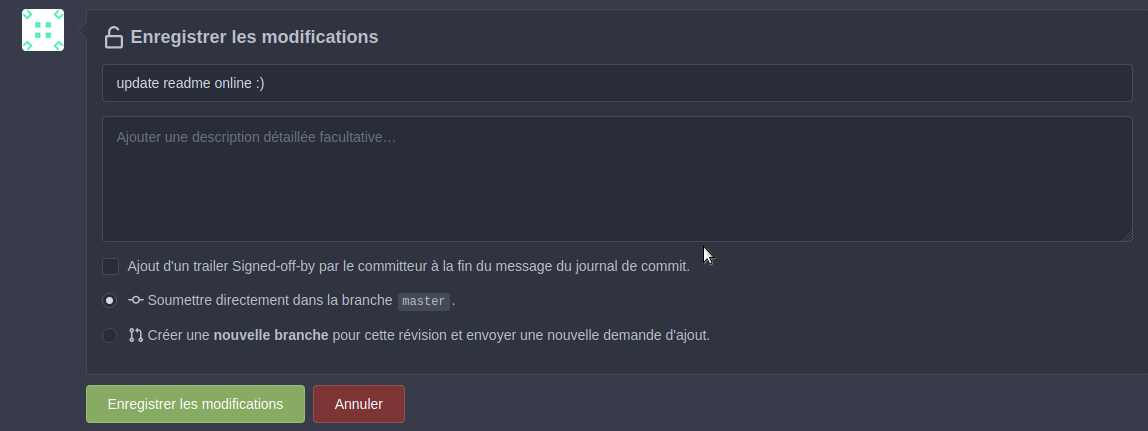 Enregistrer les modifications
update readme online :)
Ajouter une description détaillée facultative…
Ajout d'un trailer Signed-off-by par le committeur à la fin du message du journal de commit.
Soumettre directement dans la branche master .
Créer une nouvelle branche pour cette révision et envoyer une nouvelle demande d'ajout.
Enregistrer les modifications Annuler